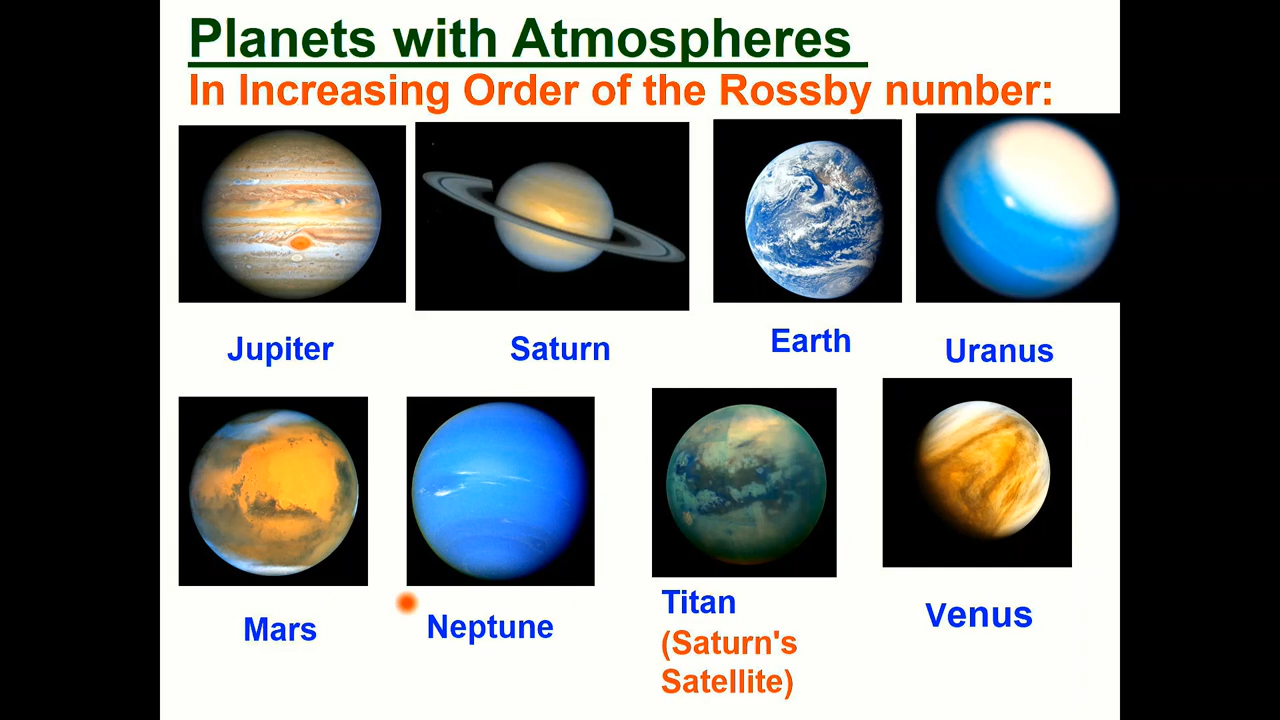 Planets with Atmospheres
In Increasing Order of the Rossby number:
Jupiter
Saturn
Earth
Uranus
Mars
Neptune
Titan
(Saturn's
Satellite)
Venus